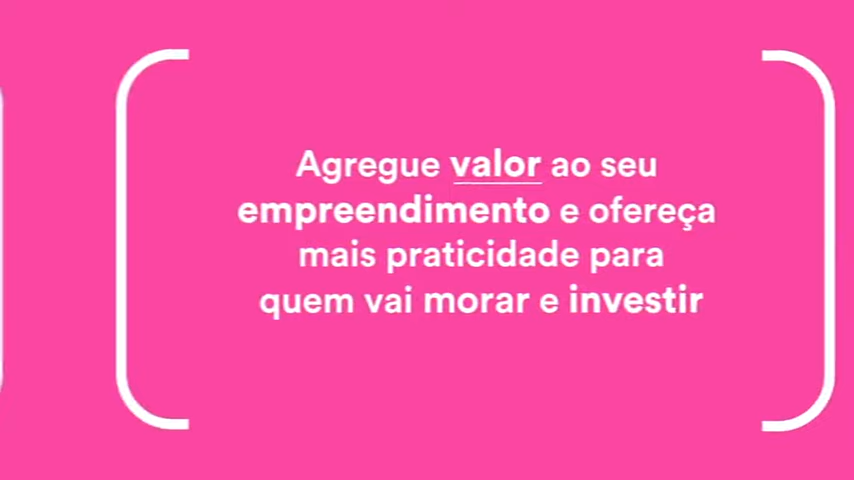 Agregue valor ao seu
empreendimento e ofereça
mais praticidade para
quem vai morar e investir